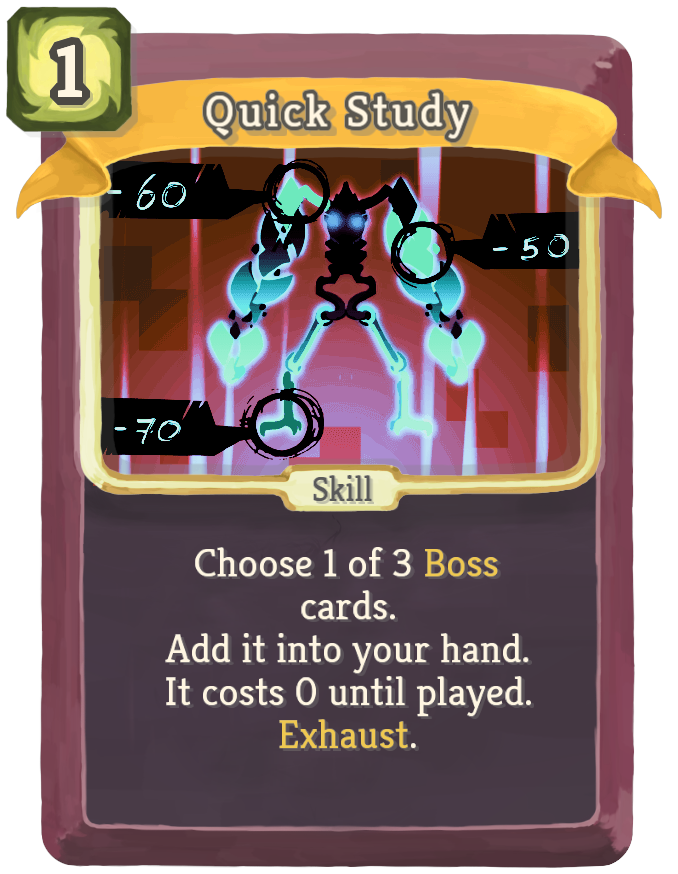 1
Quick Study
-60
-50
-70
Skill
Choose 1 of 3 Boss
cards.
Add it into your hand.
It costs 0 until played.
Exhaust.